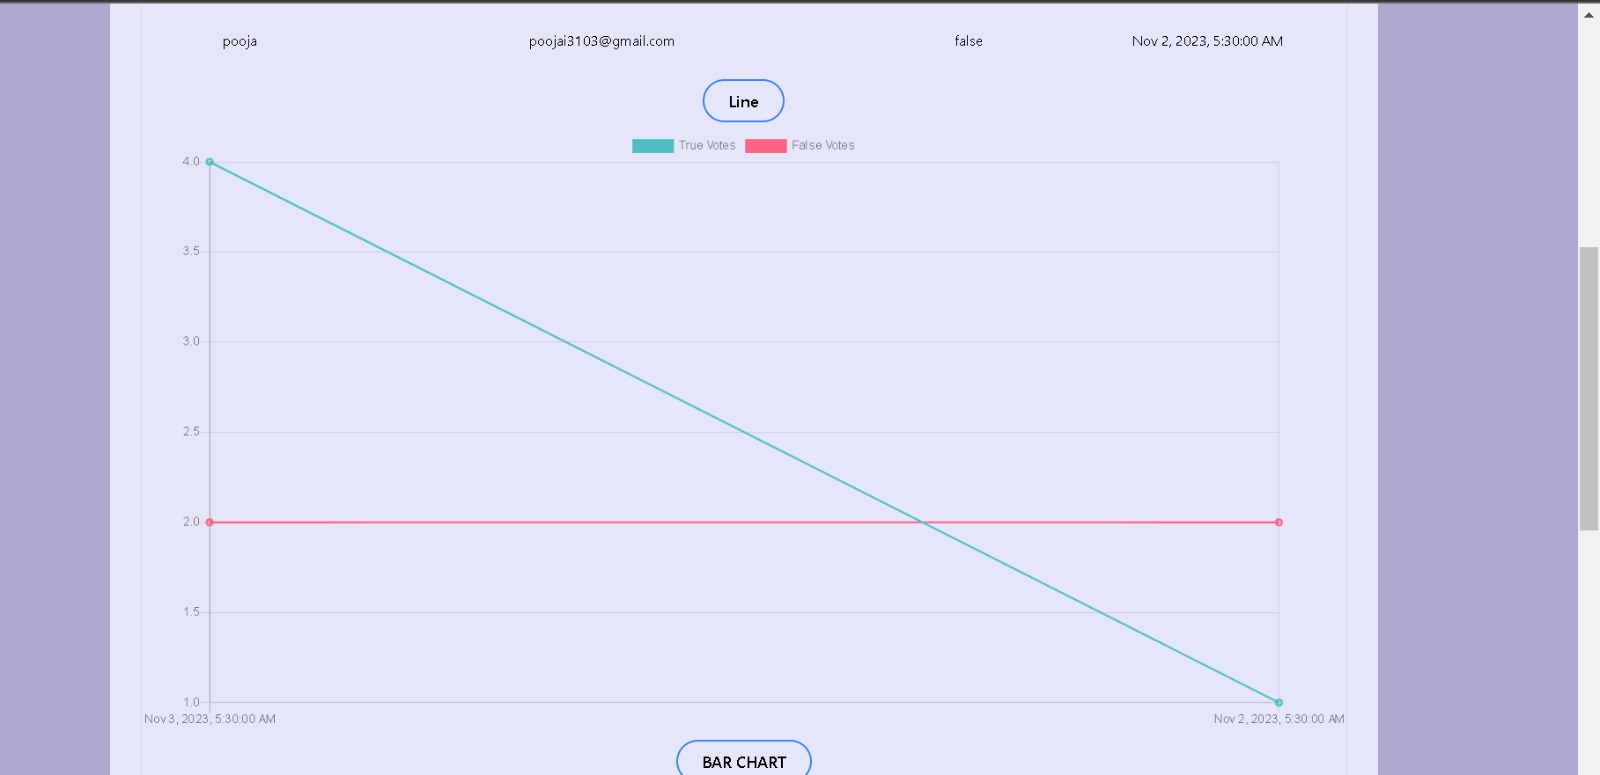 pooja poojai3103@gmail.com false Nov 2, 2023, 5:30:00 AM
Line
True Votes False Votes
4.0
3.5
3.0
2.5
2.0
1.5
1.0
Nov 3, 2023, 5:30:00 AM Nov 2, 2023, 5:30:00 AM
BAR CHART